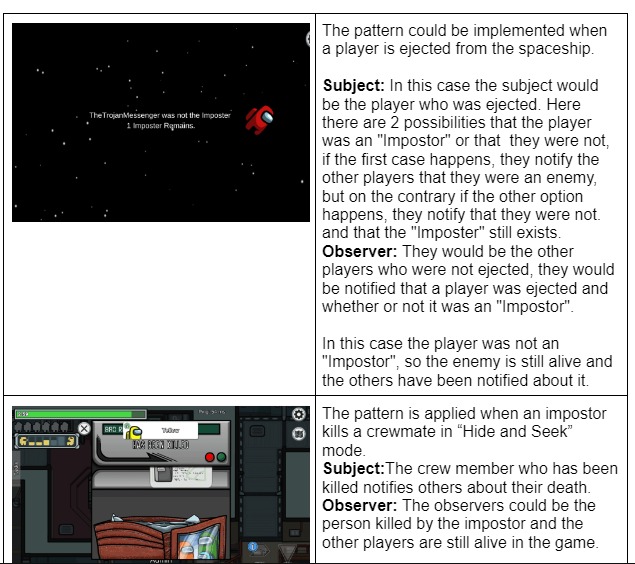 TheTrojanMessenger was not the Imposter
1 Imposter Remains.
The pattern could be implemented when
a player is ejected from the spaceship.
Subject: In this case the subject would
be the player who was ejected. Here
there are 2 possibilities that the player
was an "Impostor" or that they were not,
if the first case happens, they notify the
other players that they were an enemy,
but on the contrary if the other option
happens, they notify that they were not.
and that the "Imposter" still exists.
Observer: They would be the other
players who were not ejected, they would
be notified that a player was ejected and
whether or not it was an "Impostor".
In this case the player was not an
"Impostor", so the enemy is still alive and
the others have been notified about it.
HAS BEEN KILLED
The pattern is applied when an impostor
kills a crewmate in “Hide and Seek”
mode.
Subject:The crew member who has been
killed notifies others about their death.
Observer: The observers could be the
person killed by the impostor and the
other players are still alive in the game.